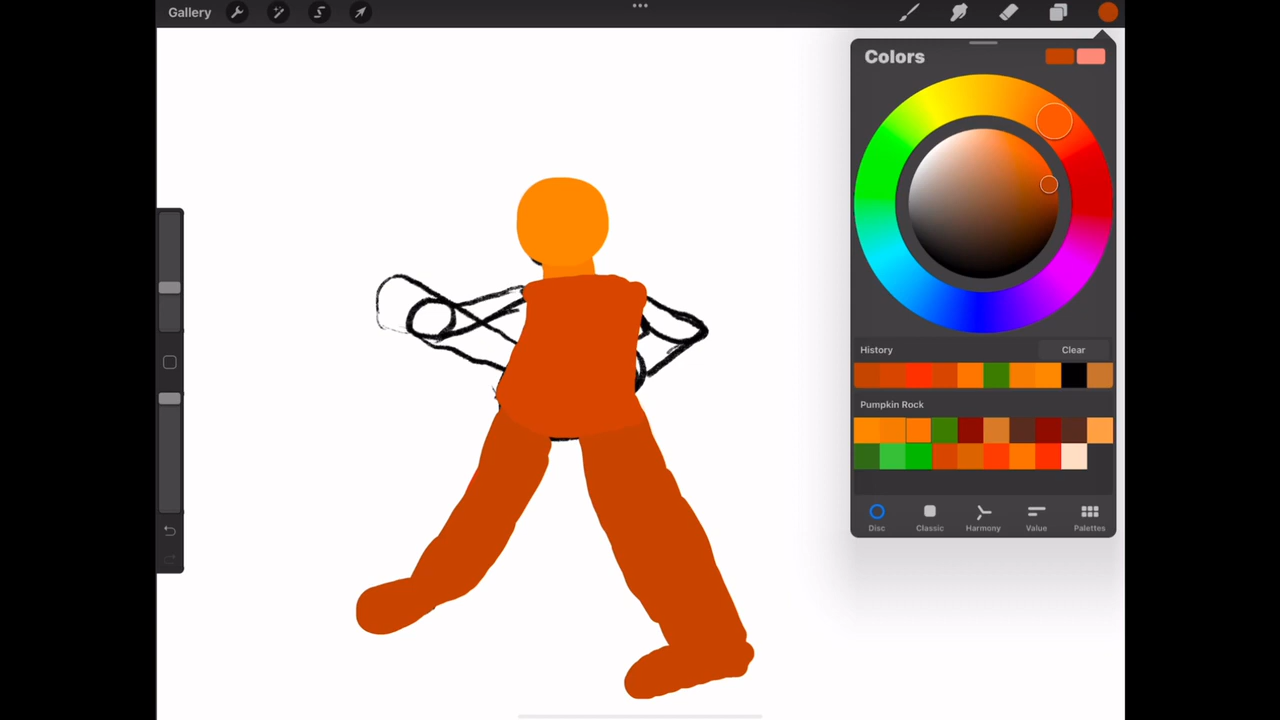 Gallery
Colors
History
Clear
Pumpkin Rock
Disc
Classic
Harmony
Value
Palettes